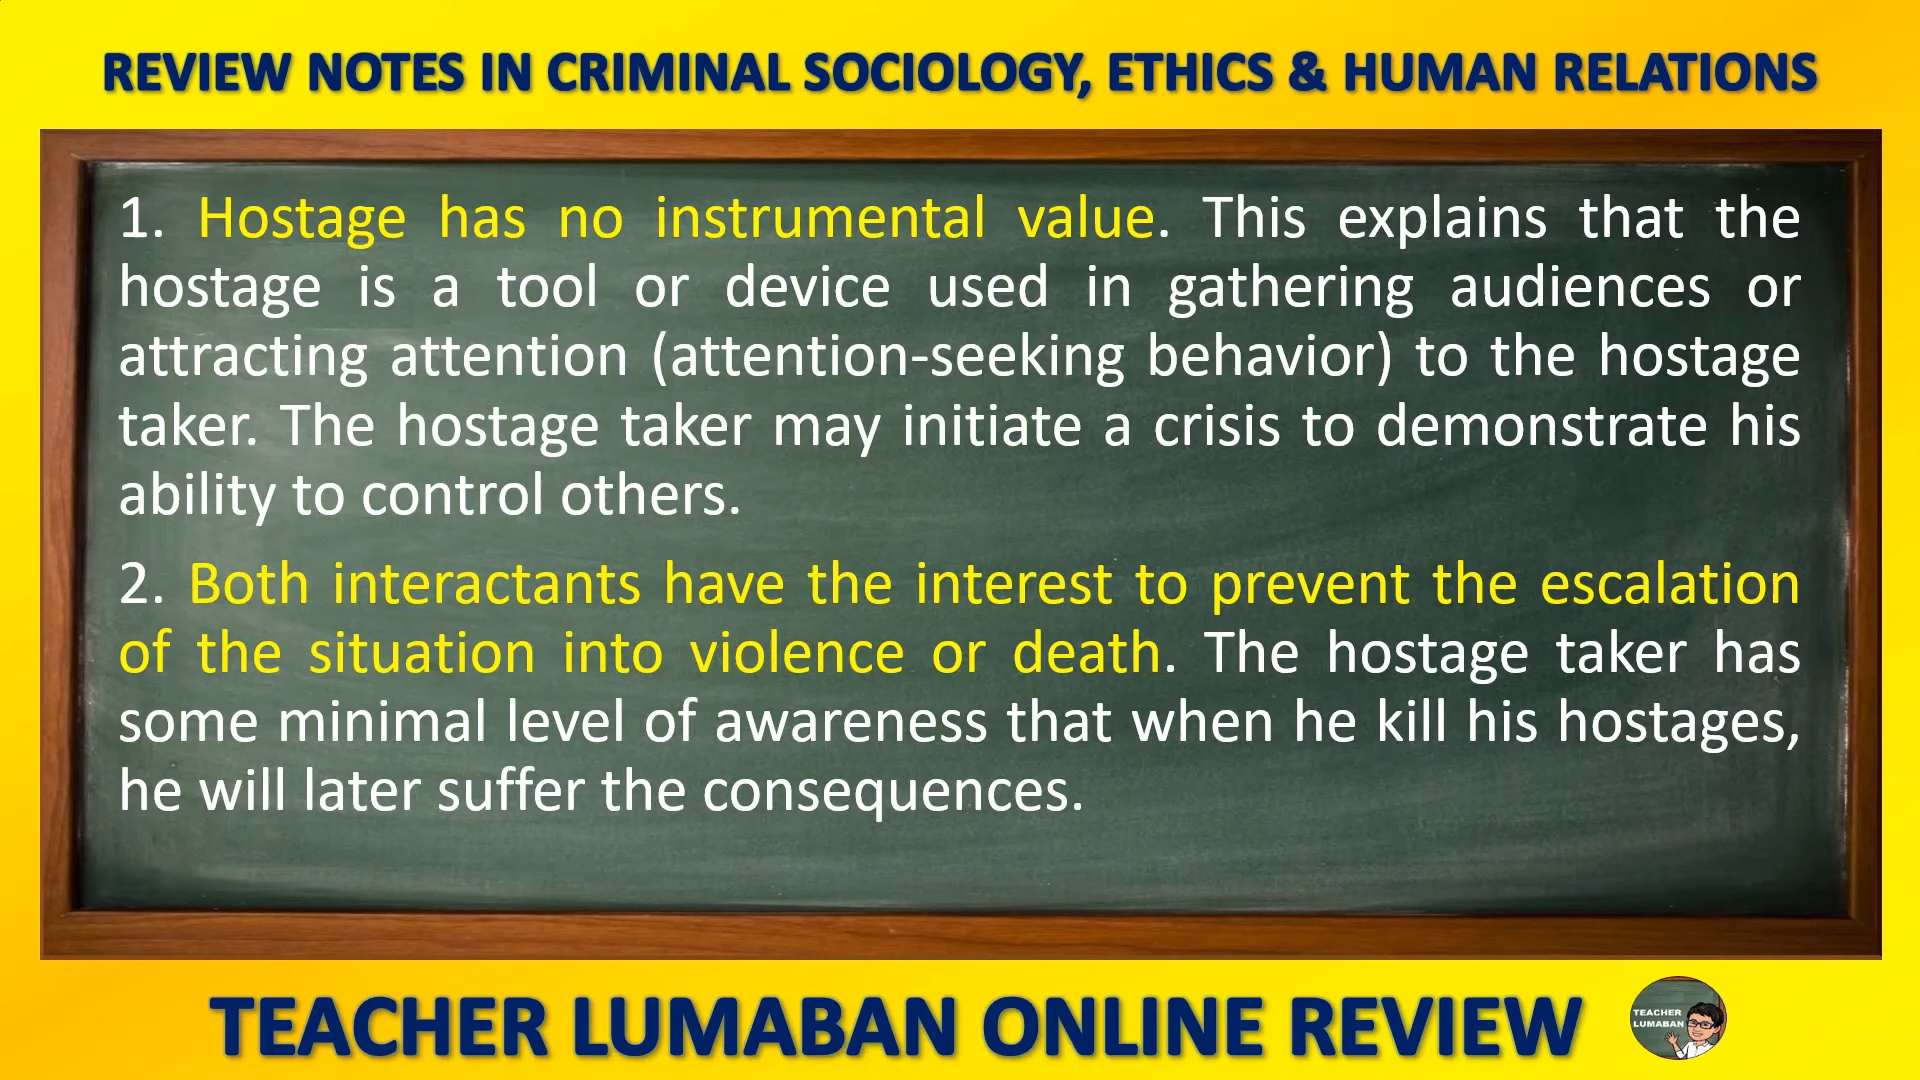 REVIEW NOTES IN CRIMINAL SOCIOLOGY, ETHICS & HUMAN RELATIONS
1. Hostage has no instrumental value. This explains that the
hostage is a tool or device used in gathering audiences or
attracting attention (attention-seeking behavior) to the hostage
taker. The hostage taker may initiate a crisis to demonstrate his
ability to control others.
2. Both interactants have the interest to prevent the escalation
of the situation into violence or death. The hostage taker has
some minimal level of awareness that when he kill his hostages,
he will later suffer the consequences.
TEACHER LUMABAN ONLINE REVIEW
TEACHER
LUMABAN